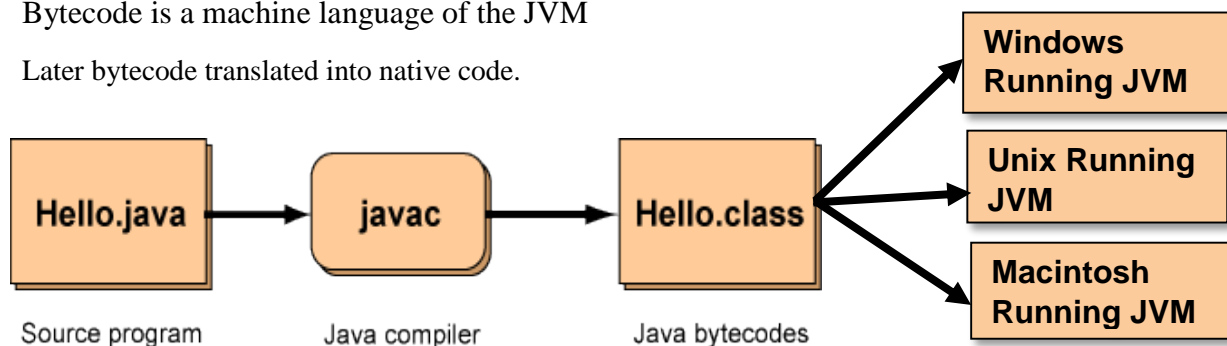 Bytecode is a machine language of the JVM
Later bytecode translated into native code.
Hello.java
javac
Hello.class
Windows
Running JVM
Unix Running
JVM
Macintosh
Running JVM
Source program
Java compiler
Java bytecodes